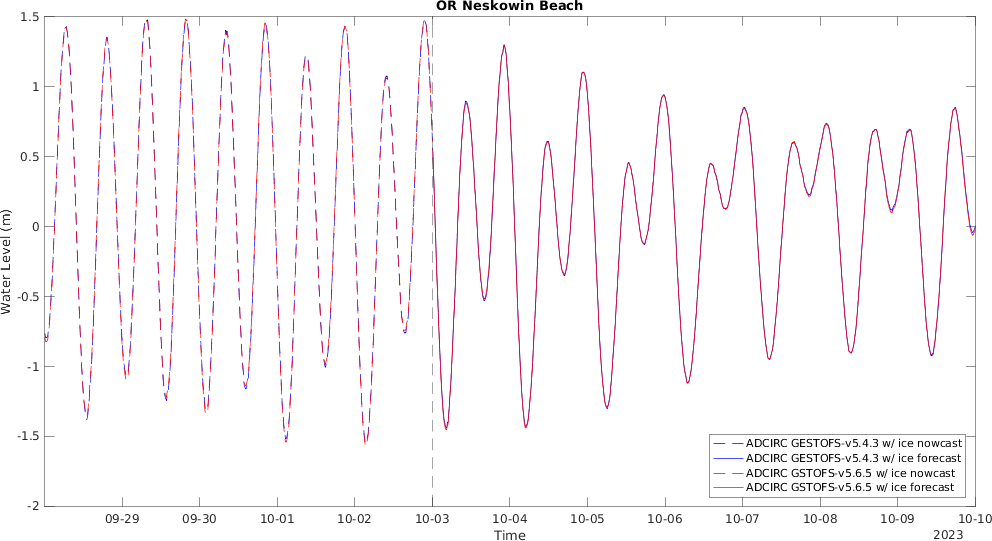 OR Neskowin Beach
1.5
1
0.5
0
-0.5
-1
-1.5
-2
Water Level (m)
ADCIRC GESTOFS-v5.4.3 w/ ice nowcast
ADCIRC GESTOFS-v5.4.3 w/ ice forecast
ADCIRC GSTOFS-v5.6.5 w/ ice nowcast
ADCIRC GSTOFS-v5.6.5 w/ ice forecast
09-29 09-30 10-01 10-02 10-03 10-04 10-05 10-06 10-07 10-08 10-09 10-10
Time
2023